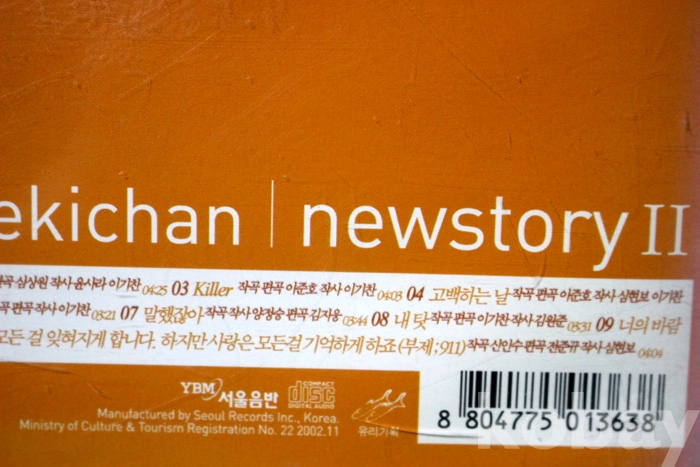 ekichan | newstory II
작곡 심상원 작사 윤사라 이기찬 04:25 03 Killer 작곡 편곡 이준호 작사 이기찬 04:03 04 고백하는 날 작곡 편곡 이준호 작사 심현보 이기찬
곡 편곡 작사 이기찬 03:21 07 말했잖아 작곡 작사 양정승 편곡 김지웅 03:44 08 내 탓 작곡 편곡 이기찬 작사 김원준 03:31 09 너의 바람
모든 걸 잊혀지게 합니다. 하지만 사랑은 모든걸 기억하게 하죠 (부제 ; 911) 작곡 신인수 편곡 전준규 작사 심현보 04:04
YBM 서울음반 COMPACT disc DIGITAL AUDIO
Manufactured by Seoul Records Inc., Korea.
Ministry of Culture & Tourism Registration No. 22 2002.11
유리기획
8 804775 013638
kobay